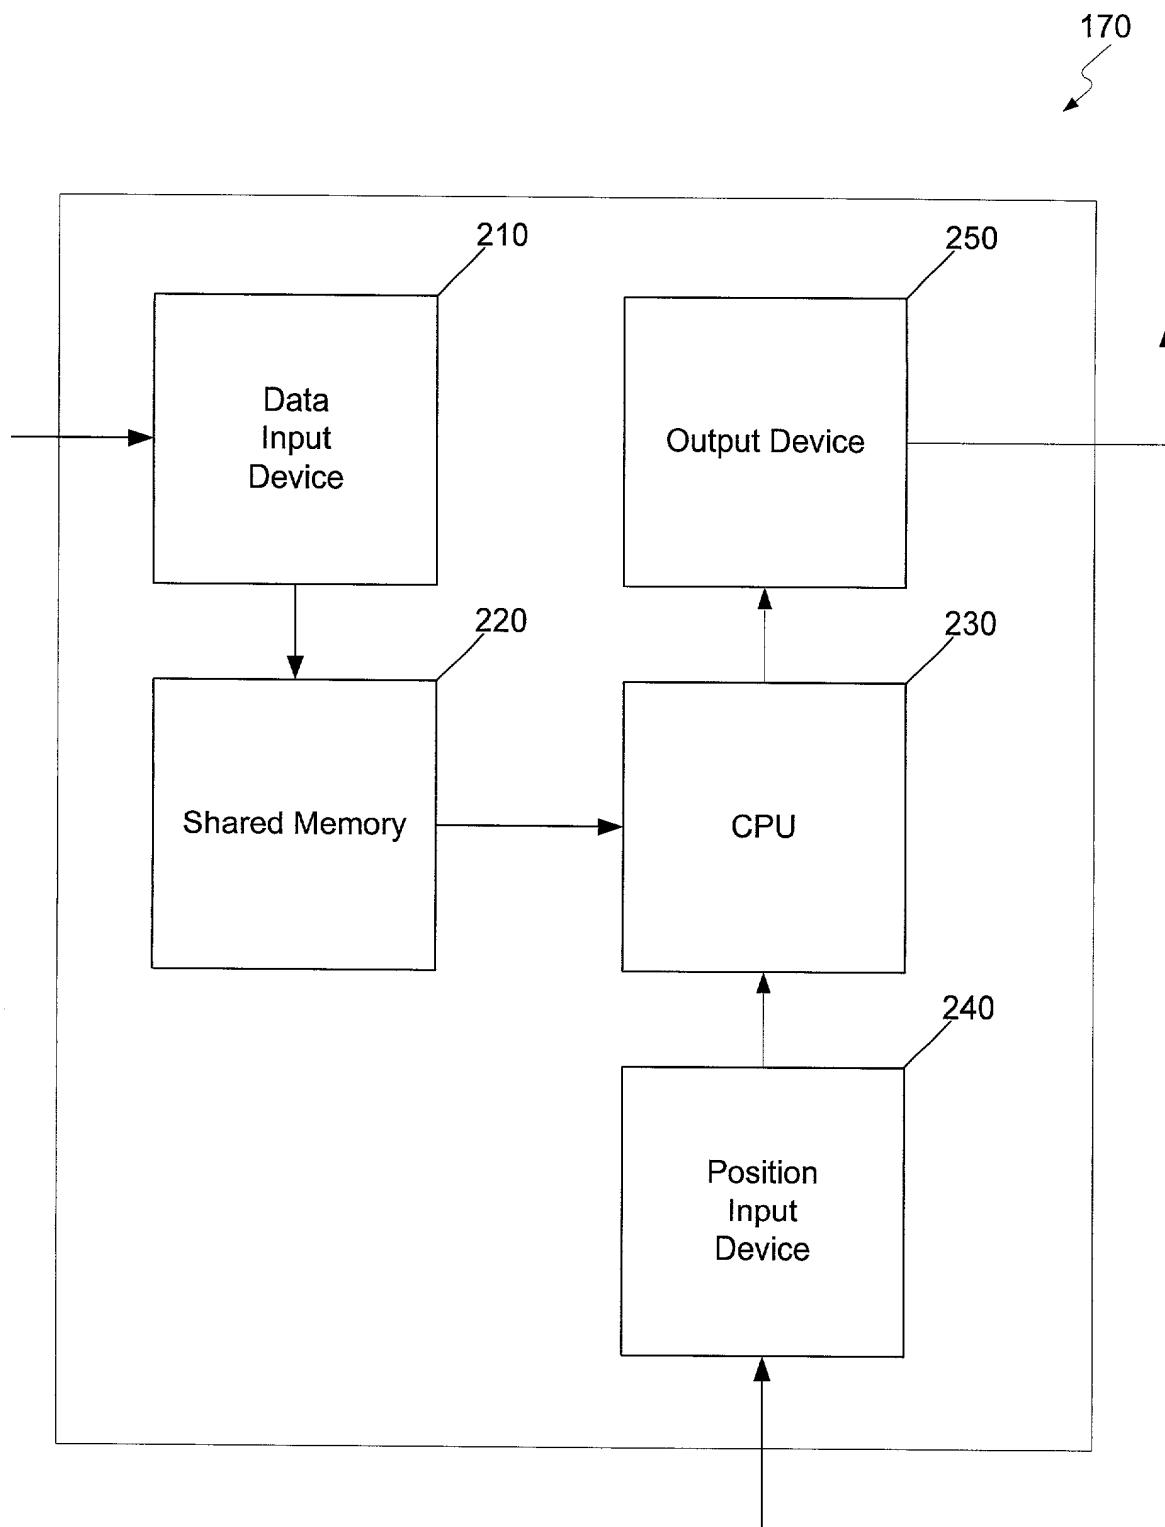 170
210
250
Data
Input
Device
Output Device
220
230
Shared Memory
CPU
240
Position
Input
Device